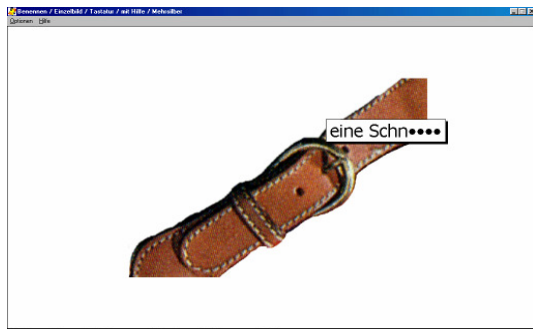 Benennen / Einzelbild / Tastatur / mit Hilfe / Mehrsilber
Optionen Hilfe
eine Schn●●●●